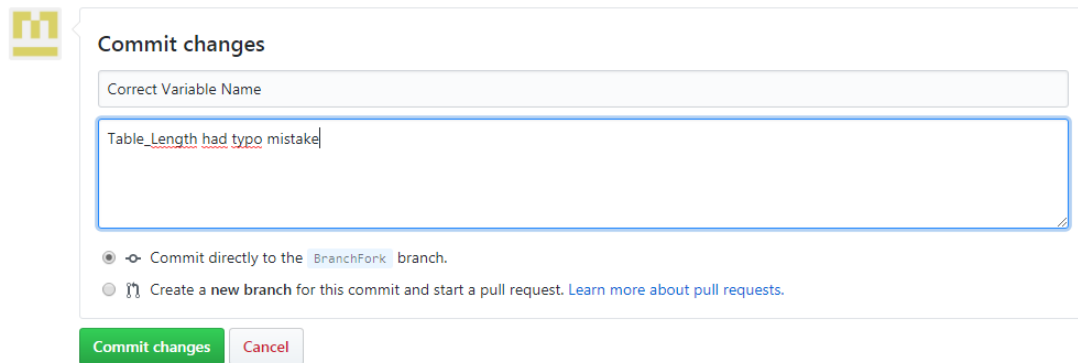 Commit changes
Correct Variable Name
Table_Length had typo mistake
Commit directly to the BranchFork branch.
Create a new branch for this commit and start a pull request. Learn more about pull requests.
Commit changes Cancel